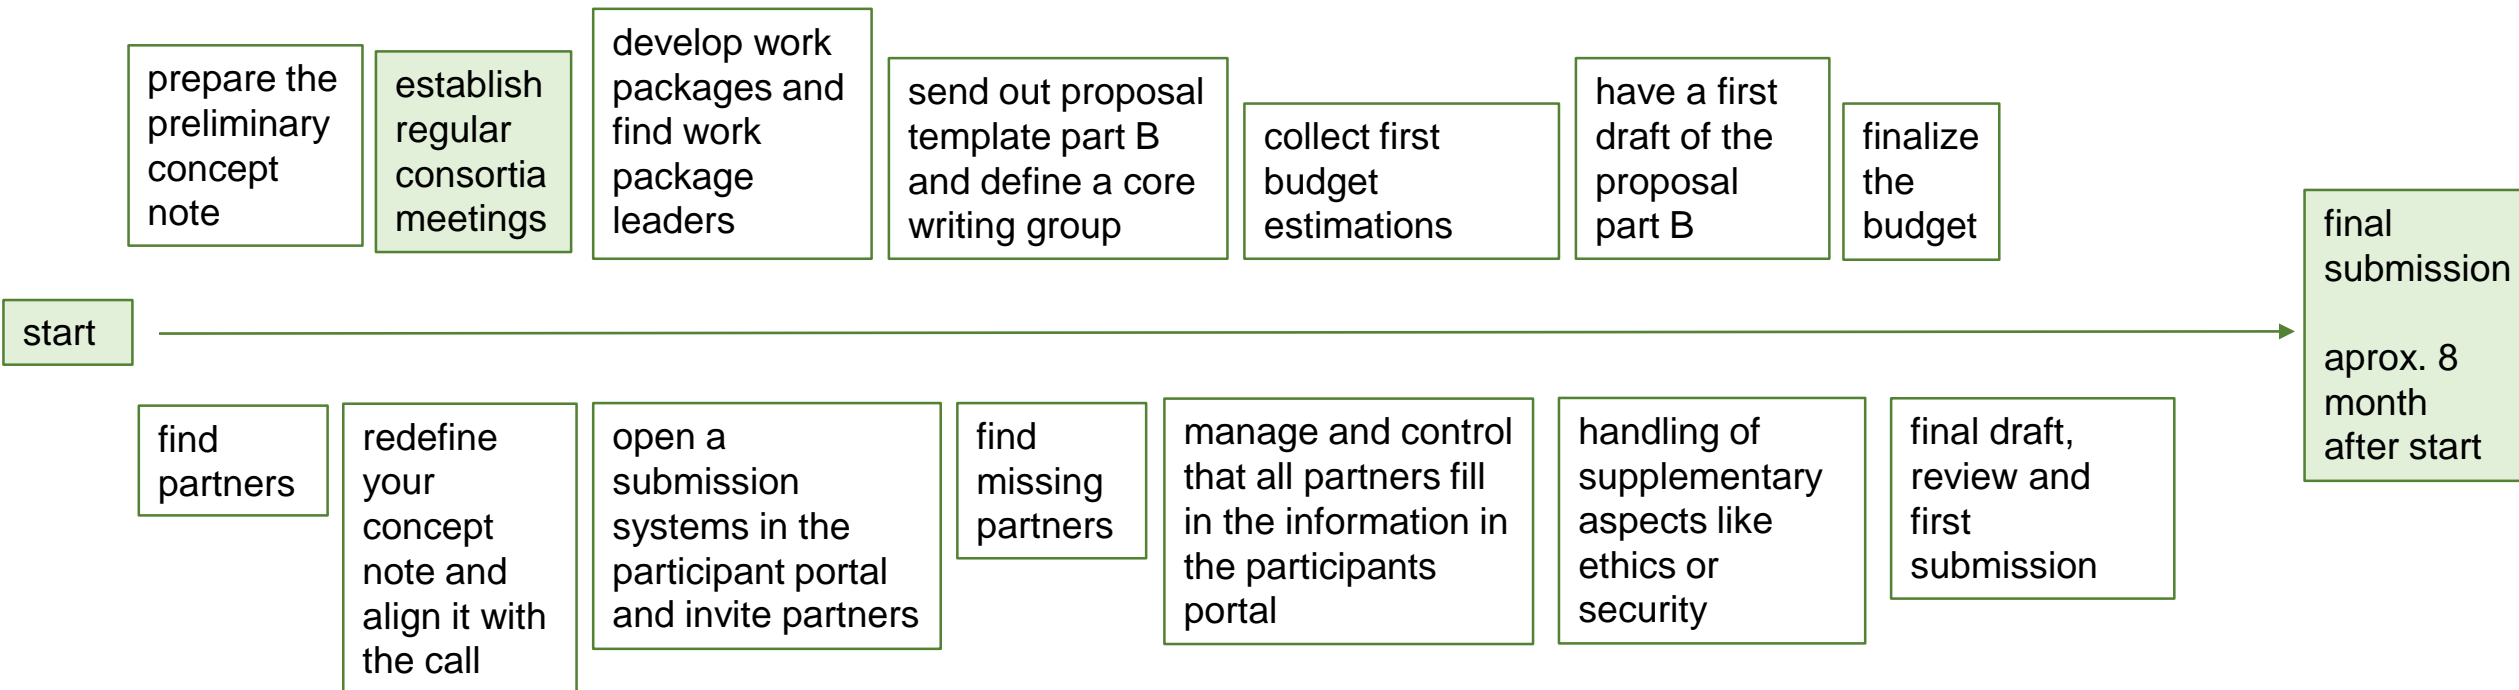 prepare the
preliminary
concept
note
establish
regular
consortia
meetings
develop work
packages and
find work
package
leaders
send out proposal
template part B
and define a core
writing group
collect first
budget
estimations
have a first
draft of the
proposal
part B
finalize
the
budget
final
submission
aprox. 8
month
after start
start
find
partners
redefine
your
concept
note and
align it with
the call
open a
submission
systems in the
participant portal
and invite partners
find
missing
partners
manage and control
that all partners fill
in the information in
the participants
portal
handling of
supplementary
aspects like
ethics or
security
final draft,
review and
first
submission